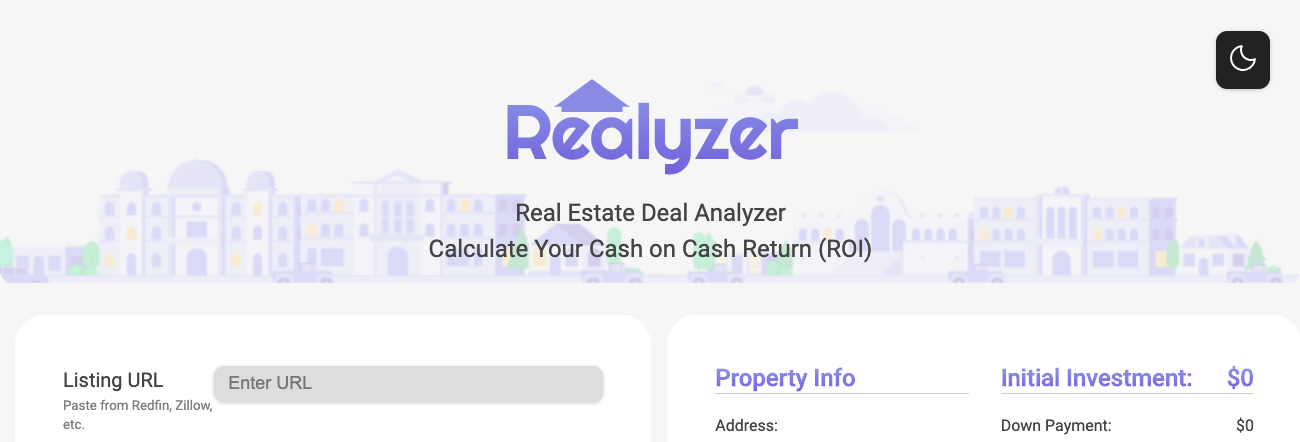 Realyzer
Real Estate Deal Analyzer
Calculate Your Cash on Cash Return (ROI)
Listing URL
Enter URL
Paste from Redfin, Zillow,
etc.
Property Info
Address:
Initial Investment: $0
Down Payment: $0